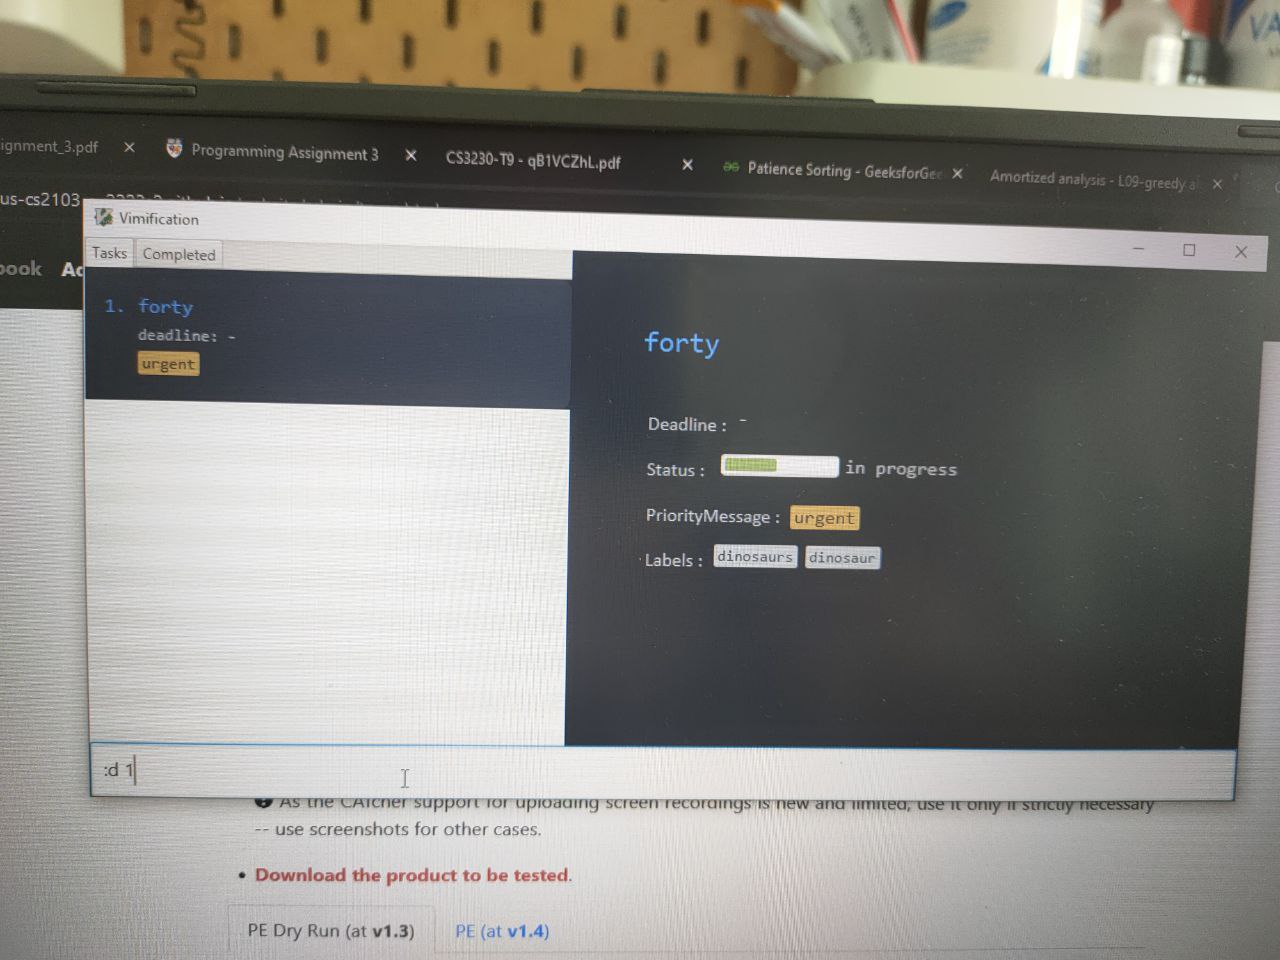 ignment_3.pdf
Programming Assignment 3
CS3230-T9 - qB1VCZhL.pdf
Patience Sorting - GeeksforGee
Amortized analysis - L09-greedy a
us-cs2103
Vimification
Tasks Completed
book
1. forty
deadline: -
urgent
forty
Deadline : -
Status : in progress
PriorityMessage : urgent
Labels : dinosaurs dinosaur
:d 1
As the CATcher support for uploading screen recordings is new and limited, use it only if strictly necessary
-- use screenshots for other cases.
• Download the product to be tested.
PE Dry Run (at v1.3) PE (at v1.4)